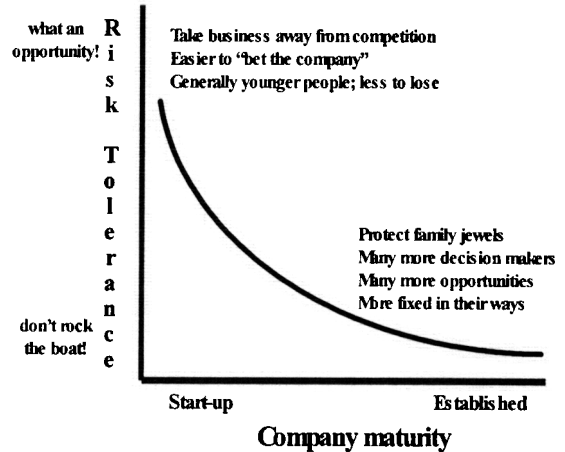 what an
opportunity!
Risk Tolerance
Take business away from competition
Easier to “bet the company”
Generally younger people; less to lose
Protect family jewels
Many more decision makers
Many more opportunities
More fixed in their ways
don’t rock
the boat!
Start-up
Established
Company maturity